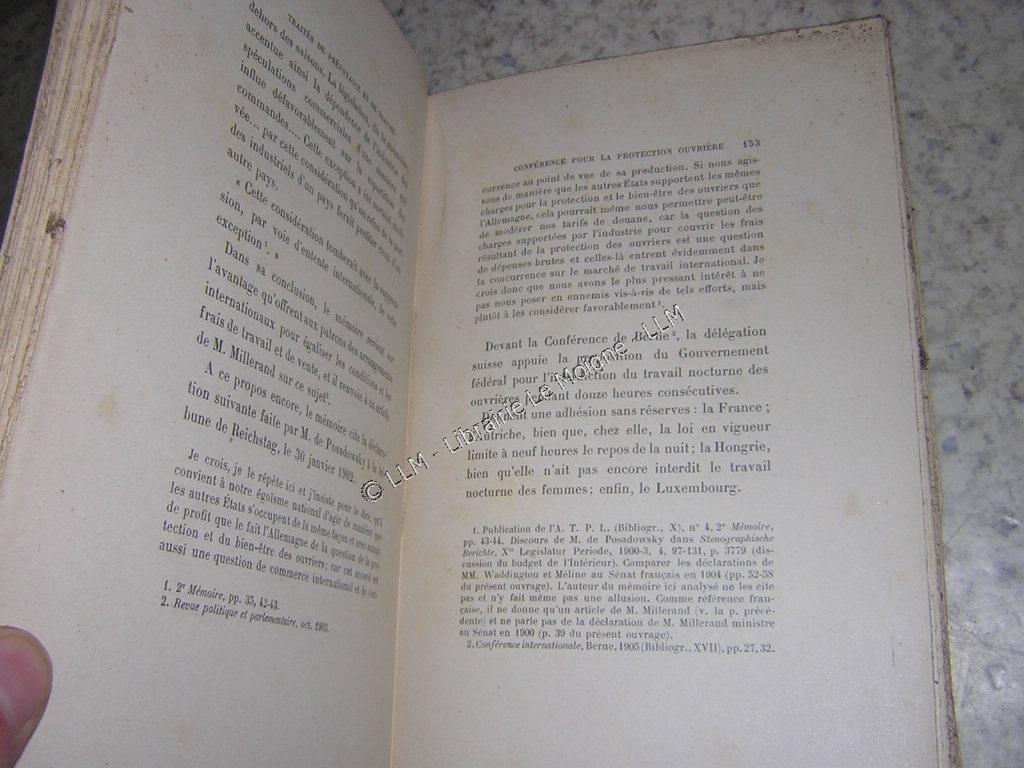 TRAITÉS DE PRÉVOYANCE ET DE TRAVAIL
dehors des saisons. La législation, dit le mémoire,
accentue ainsi la dépendance de l'industrie des
spéculations commerciales d'une manière qui
influe défavorablement sur la répartition des
commandes.... Cette exception a été surtout moti-
vée... par cette considération qu'un refus de la part
des industriels d'un pays ferait profiter ceux d'un
autre pays.
« Cette considération tomberait avec la suppres-
sion, par voie d'entente internationale, de cette
exception¹. »
Dans sa conclusion, le mémoire revient sur
l'avantage qu'offrent aux patrons des arrangements
internationaux pour égaliser les conditions et les
frais de travail et de vente, et il renvoie à un article
de M. Millerand sur ce sujet².
A ce propos encore, le mémoire cite la déclara-
tion suivante faite par M. de Posadowsky à la tri-
bune de Reichstag, le 30 janvier 1902.
Je crois, je le répète ici et j'insiste pour le dire, qu'il
convient à notre égoïsme national d'agir de manière que
les autres États s'occupent de la même façon et avec autant
de profit que le fait l'Allemagne de la question de la pro-
tection et du bien-être des ouvriers; car cet accord est
aussi une question de commerce international et de con-
1. 2e Mémoire, pp. 35, 42-43.
2. Revue politique et parlementaire, oct. 1903.
CONFÉRENCE POUR LA PROTECTION OUVRIÈRE 153
currence au point de vue de sa production. Si nous agis-
sons de manière que les autres États supportent les mêmes
charges pour la protection et le bien-être des ouvriers que
l'Allemagne, cela pourrait même nous permettre peut-être
de modérer nos tarifs de douane, car la question des
charges supportées par l'industrie pour couvrir les frais
résultant de la protection des ouvriers est une question
de dépenses brutes et celles-là entrent évidemment dans
la concurrence sur le marché de travail international. Je
crois donc que nous avons le plus pressant intérêt à ne
pas nous poser en ennemis vis-à-vis de tels efforts, mais
plutôt à les considérer favorablement¹.
Devant la Conférence de Berne², la délégation
suisse appuie la proposition du Gouvernement
fédéral pour l'interdiction du travail nocturne des
ouvrières durant douze heures consécutives.
Donnent une adhésion sans réserves : la France ;
l'Autriche, bien que, chez elle, la loi en vigueur
limite à neuf heures le repos de la nuit ; la Hongrie,
bien qu'elle n'ait pas encore interdit le travail
nocturne des femmes ; enfin, le Luxembourg.
1. Publication de l'A. T. P. L. (Bibliogr., X), n° 4, 2e Mémoire,
pp. 43-44. Discours de M. de Posadowsky dans Stenographische
Berichte, Xte Legislatur Periode, 1900-3, 4, 97-131, p. 3779 (dis-
cussion du budget de l'Intérieur). Comparer les déclarations de
MM. Waddington et Méline au Sénat français en 1904 (pp. 52-58
du présent ouvrage). L'auteur du mémoire ici analysé ne les cite
pas et n'y fait même pas une allusion. Comme référence fran-
çaise, il ne donne qu'un article de M. Millerand (v. la p. précé-
dente) et ne parle pas de la déclaration de M. Millerand ministre
au Sénat en 1900 (p. 39 du présent ouvrage).
2. Conférence internationale, Berne, 1905 (Bibliogr., XVII), pp. 27, 32.
© LLM - Librairie Le Moldane - LLM